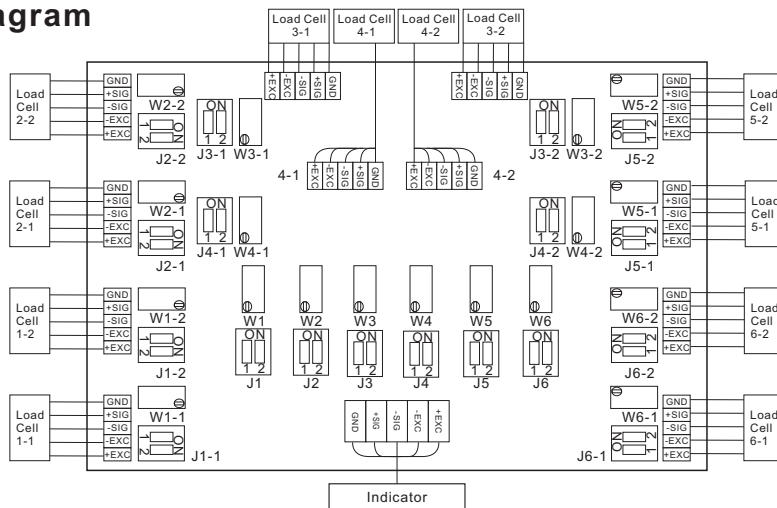 agram
Load Cell 3-1
Load Cell 4-1
Load Cell 4-2
Load Cell 3-2
+EXC -EXC -SIG +SIG GND
+EXC -EXC -SIG +SIG GND
Load Cell 2-2
GND
+SIG
-SIG
-EXC
+EXC
W2-2
1 2 ON
J2-2
ON
1 2
J3-1
W3-1
4-1
+EXC -EXC -SIG +SIG GND
+EXC EXC -SIG +SIG GND
4-2
ON
1 2
J3-2
W3-2
W5-2
ON 1 2
J5-2
GND
+SIG
-SIG
-EXC
+EXC
Load Cell 5-2
Load Cell 2-1
GND
+SIG
-SIG
-EXC
+EXC
W2-1
1 2 ON
J2-1
ON
1 2
J4-1
W4-1
ON
1 2
J4-2
W4-2
W5-1
ON 1 2
J5-1
GND
+SIG
-SIG
-EXC
+EXC
Load Cell 5-1
Load Cell 1-2
GND
+SIG
-SIG
-EXC
+EXC
W1-2
1 2 ON
J1-2
W1
W2
W3
W4
W5
W6
ON
1 2
J1
ON
1 2
J2
ON
1 2
J3
ON
1 2
J4
ON
1 2
J5
ON
1 2
J6
W6-2
ON 1 2
J6-2
GND
+SIG
-SIG
-EXC
+EXC
Load Cell 6-2
Load Cell 1-1
GND
+SIG
-SIG
-EXC
+EXC
W1-1
1 2 ON
J1-1
GND +SIG -SIG -EXC +EXC
Indicator
W6-1
ON 1 2
J6-1
GND
+SIG
-SIG
-EXC
+EXC
Load Cell 6-1